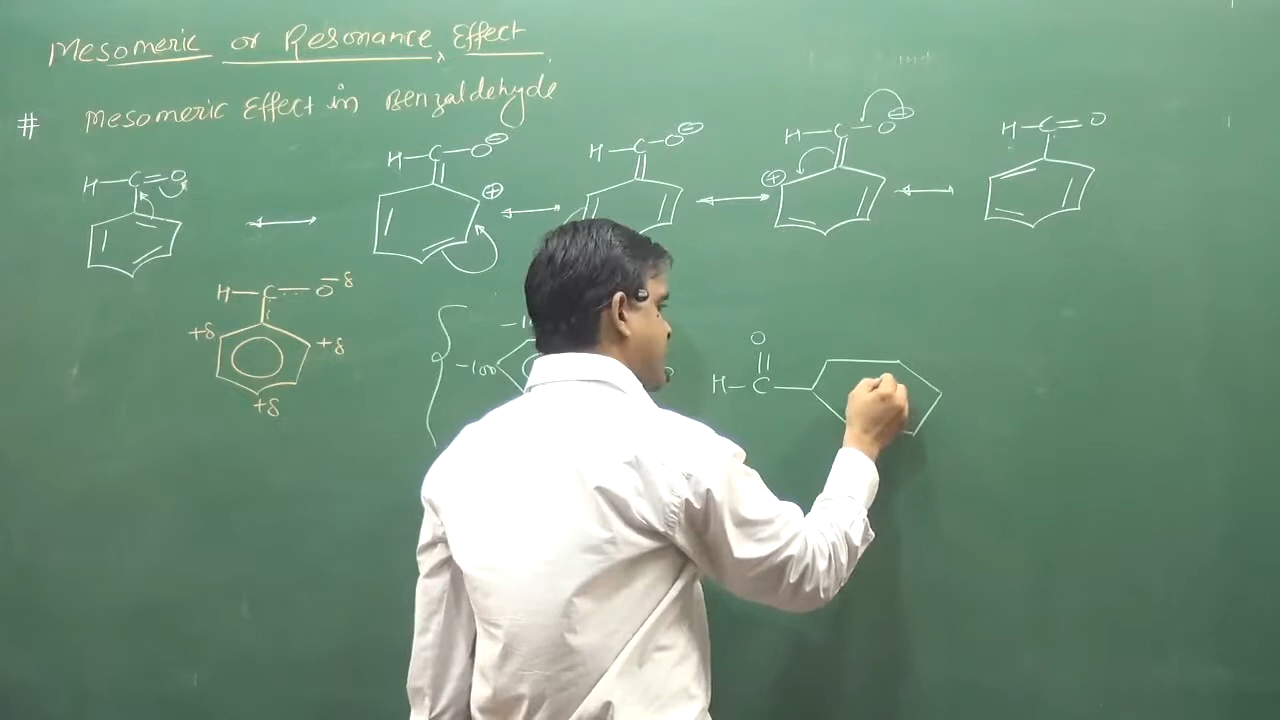 Mesomeric or Resonance Effect
# Mesomeric Effect in Benzaldehyde
H-C=O
H-C-O⊖
⊕
H-C-O⊖
H-C-O⊕
⊕
H-C=O
H-C-O -δ
+δ
+δ
+δ
O
H-C